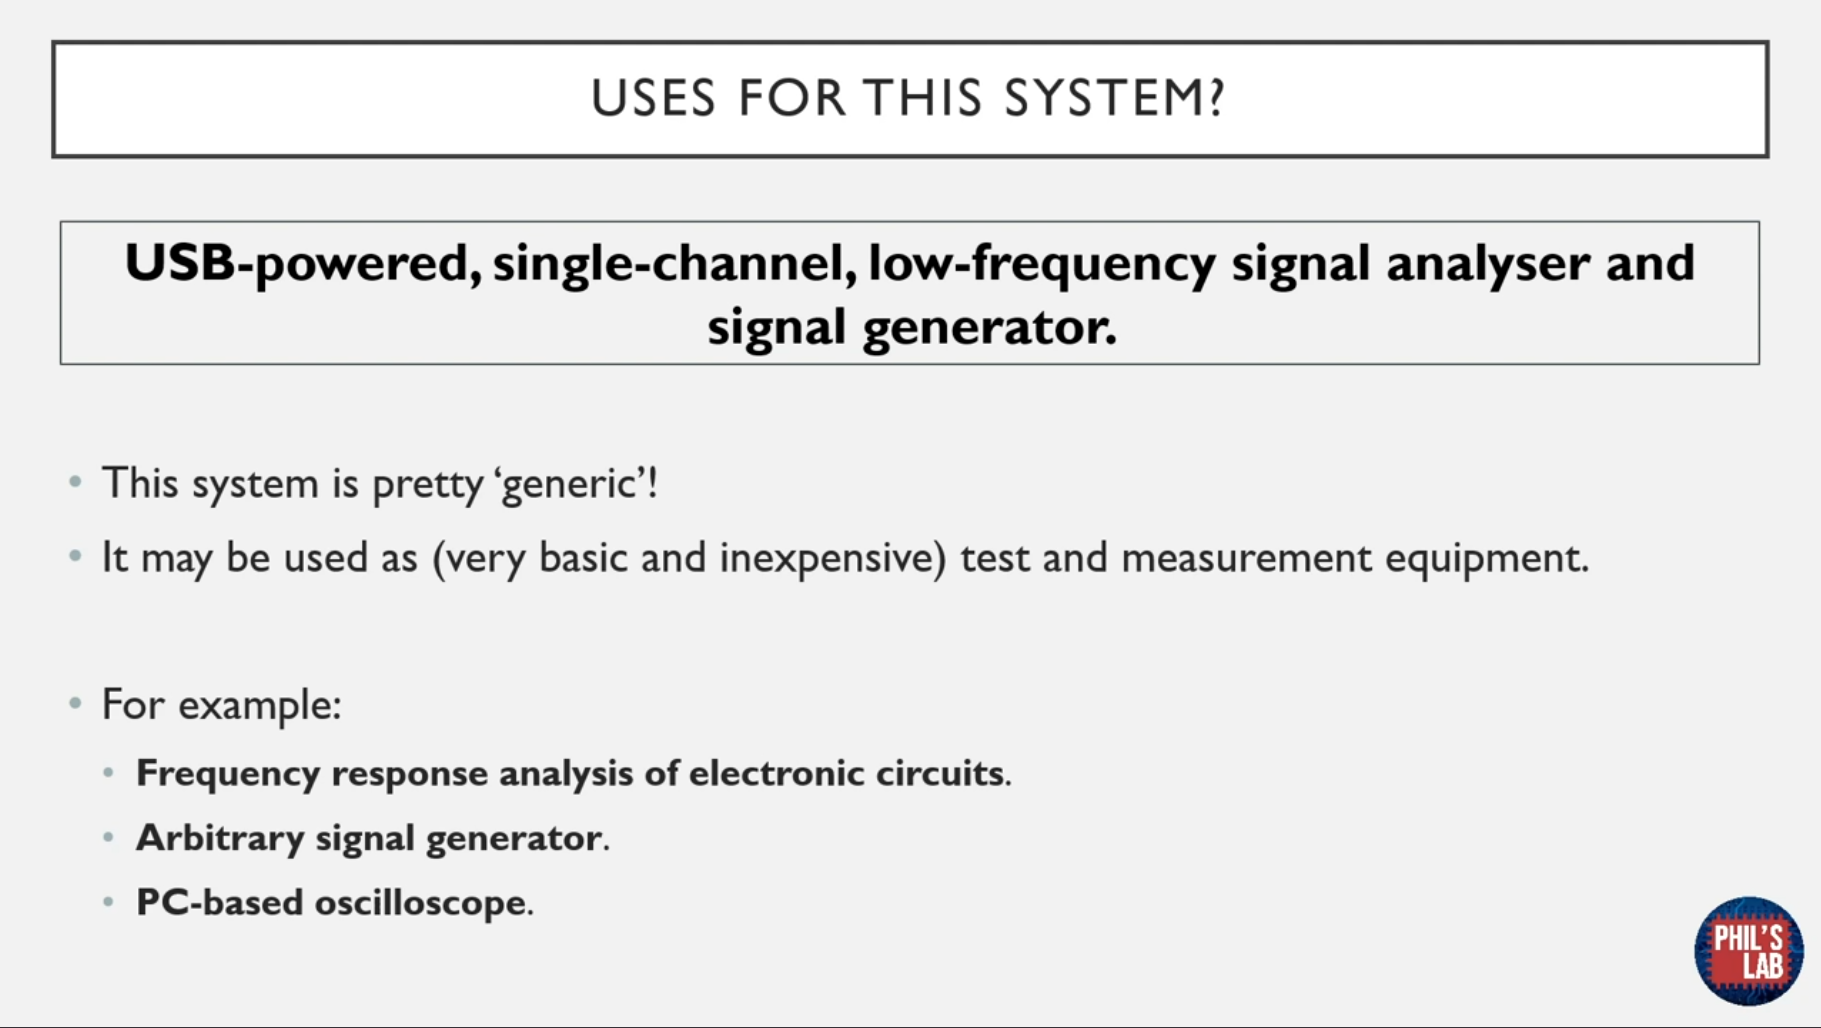 USES FOR THIS SYSTEM?
USB-powered, single-channel, low-frequency signal analyser and
signal generator.
• This system is pretty ‘generic’!
• It may be used as (very basic and inexpensive) test and measurement equipment.
• For example:
• Frequency response analysis of electronic circuits.
• Arbitrary signal generator.
• PC-based oscilloscope.
PHIL’S
LAB